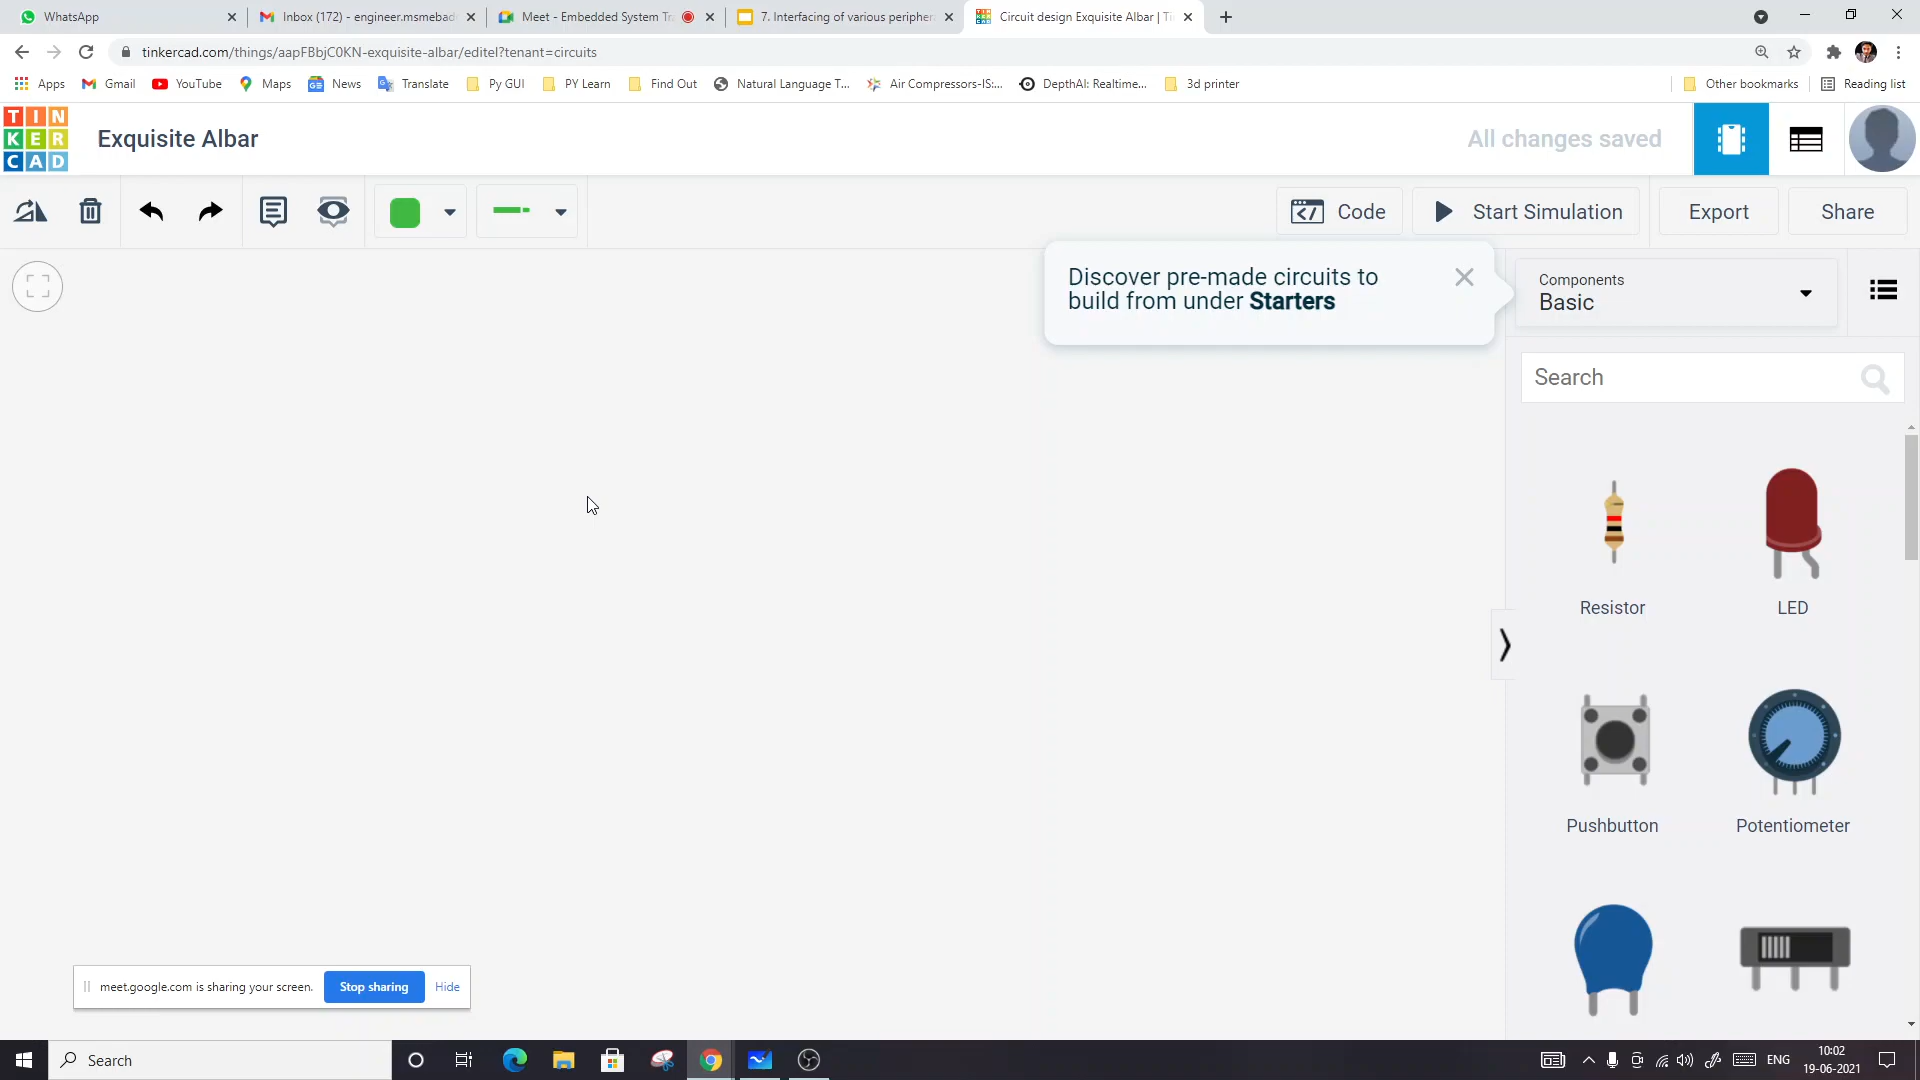 WhatsApp
Inbox (172) - engineer.msmebad
Meet - Embedded System Tra
7. Interfacing of various peripher
Circuit design Exquisite Albar | Ti
tinkercad.com/things/aapFBbjC0KN-exquisite-albar/editel?tenant=circuits
Apps
Gmail
YouTube
Maps
News
Translate
Py GUI
PY Learn
Find Out
Natural Language T...
Air Compressors-IS:...
DepthAI: Realtime...
3d printer
Other bookmarks
Reading list
TIN
KER
CAD
Exquisite Albar
All changes saved
Code
Start Simulation
Export
Share
Discover pre-made circuits to
build from under Starters
Components
Basic
Search
Resistor
LED
Pushbutton
Potentiometer
meet.google.com is sharing your screen.
Stop sharing
Hide
Search
ENG
10:02
19-06-2021